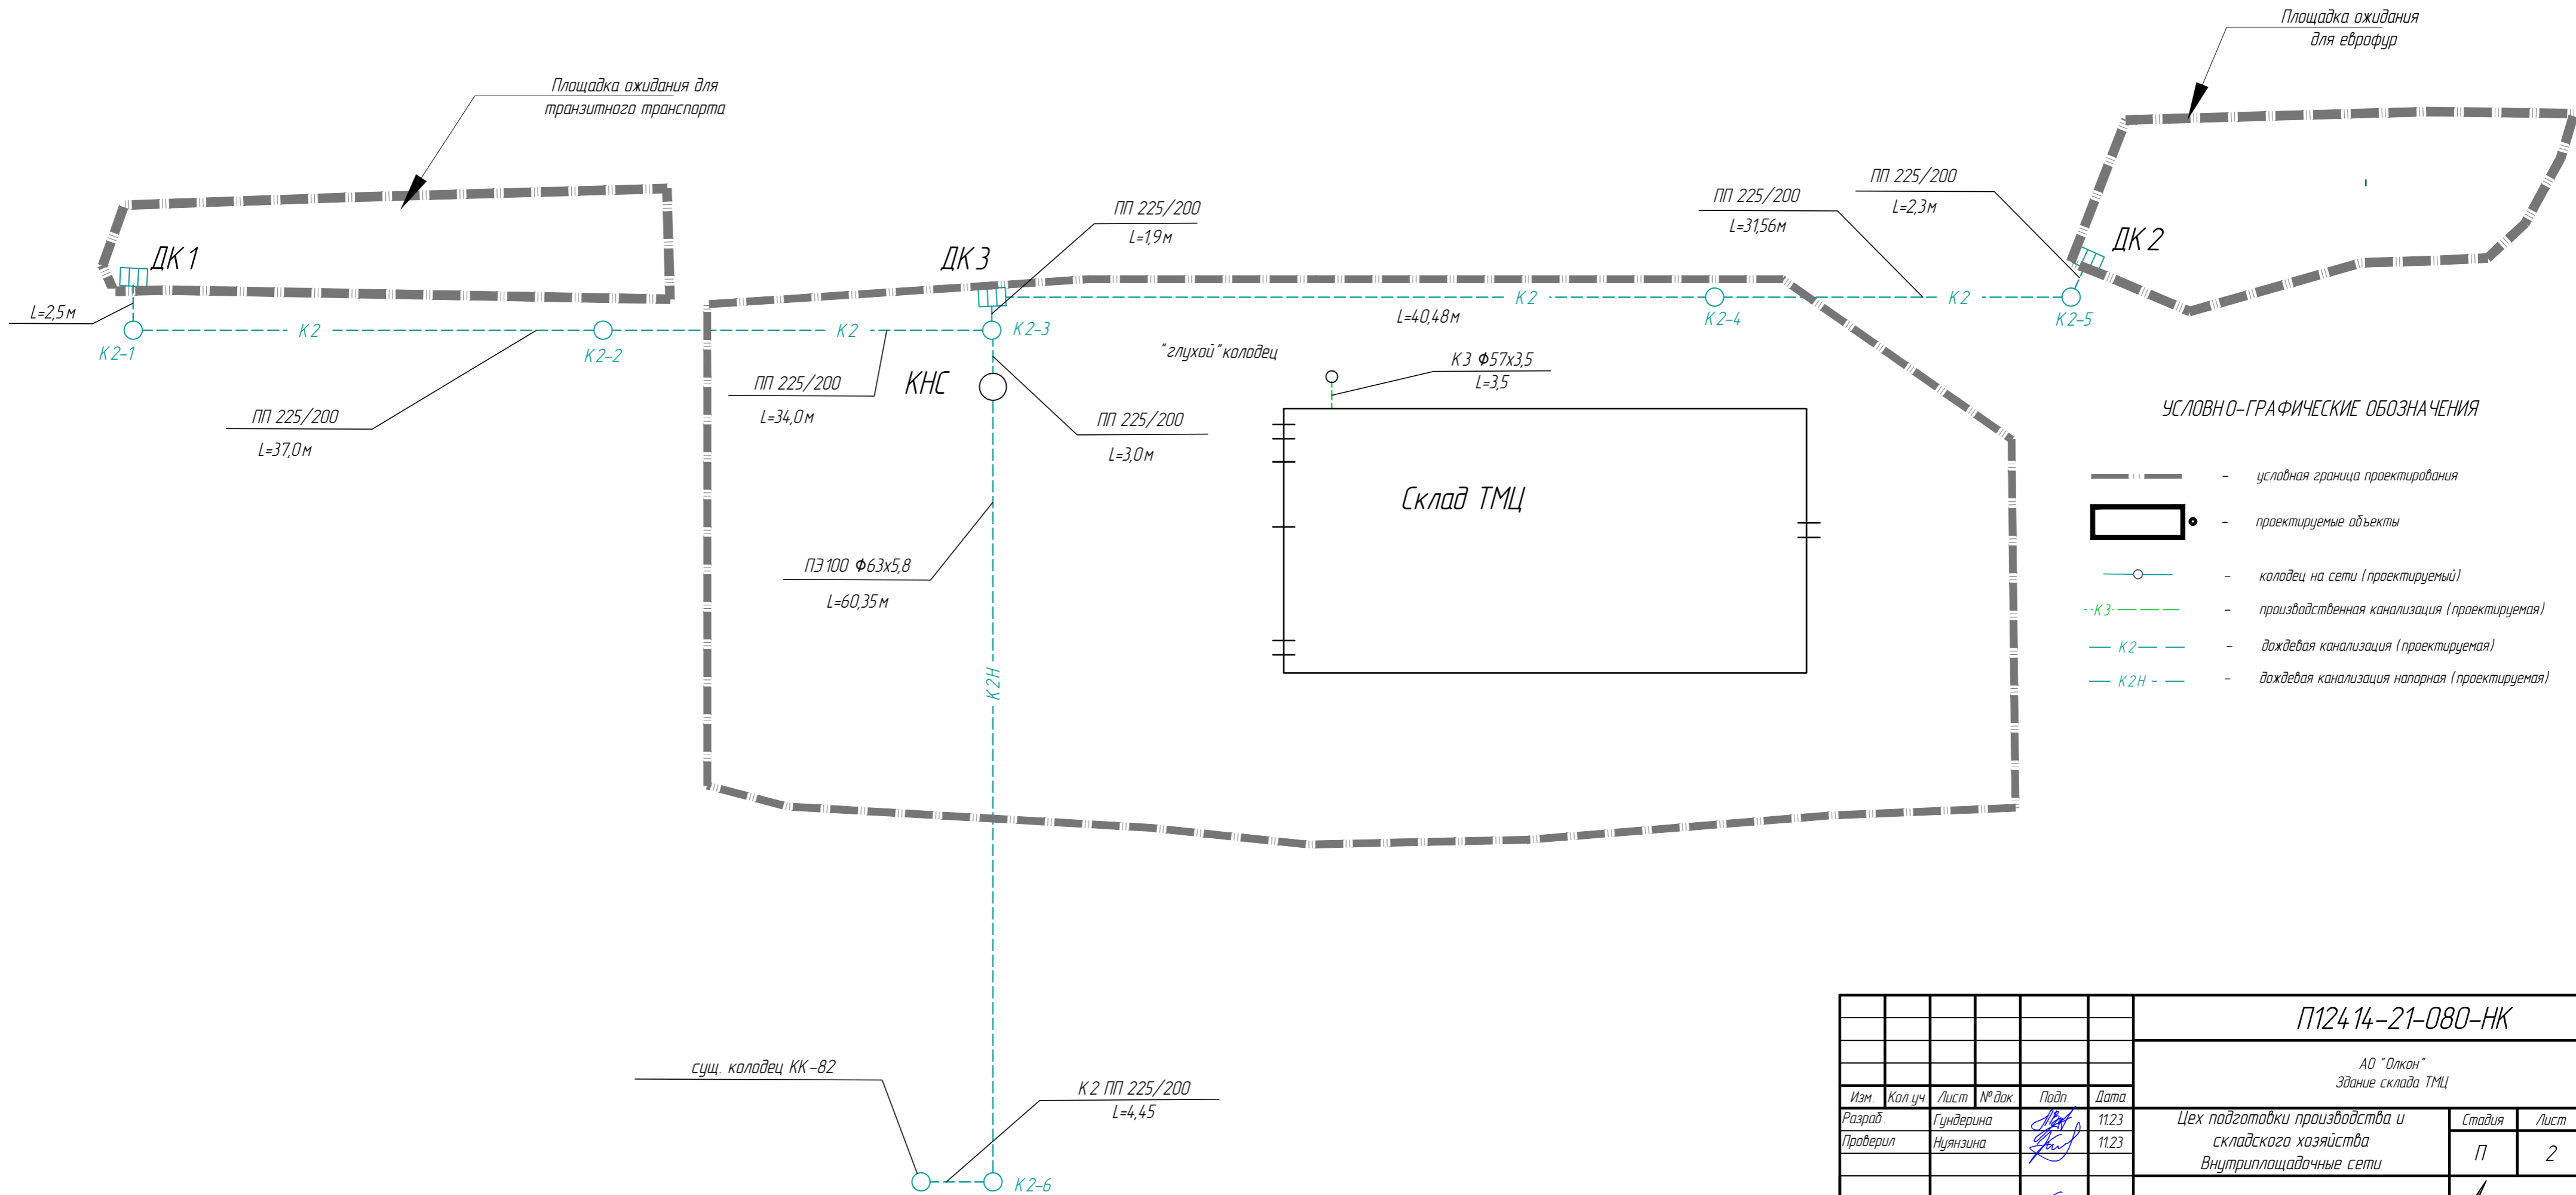 Площадка ожидания
для еврофур
Площадка ожидания для
транзитного транспорта
ПП 225/200
L=2,3м
ПП 225/200
L=31,56м
ПП 225/200
L=1,9м
ДК 1
ДК 3
ДК 2
L=2,5м
К2
К2
К2
К2
К2-1
К2-2
К2-3
К2-4
К2-5
L=40,48м
"глухой" колодец
К3 Ф57х3,5
L=3,5
КНС
ПП 225/200
L=34,0м
ПП 225/200
L=37,0м
ПП 225/200
L=3,0м
Склад ТМЦ
ПЭ100 Ф63х5,8
L=60,35м
К2Н
УСЛОВНО-ГРАФИЧЕСКИЕ ОБОЗНАЧЕНИЯ
- условная граница проектирования
- проектируемые объекты
- колодец на сети (проектируемый)
К3 - производственная канализация (проектируемая)
К2 - дождевая канализация (проектируемая)
К2Н - дождевая канализация напорная (проектируемая)
сущ. колодец КК-82
К2 ПП 225/200
L=4,45
К2-6
П12414-21-080-НК
АО "Олкон"
Здание склада ТМЦ
Изм. Кол.уч. Лист № док. Подп. Дата
Разраб. Гундерина 11.23
Проверил Нуянзина 11.23
Цех подготовки производства и
складского хозяйства
Внутриплощадочные сети
Стадия Лист
П 2